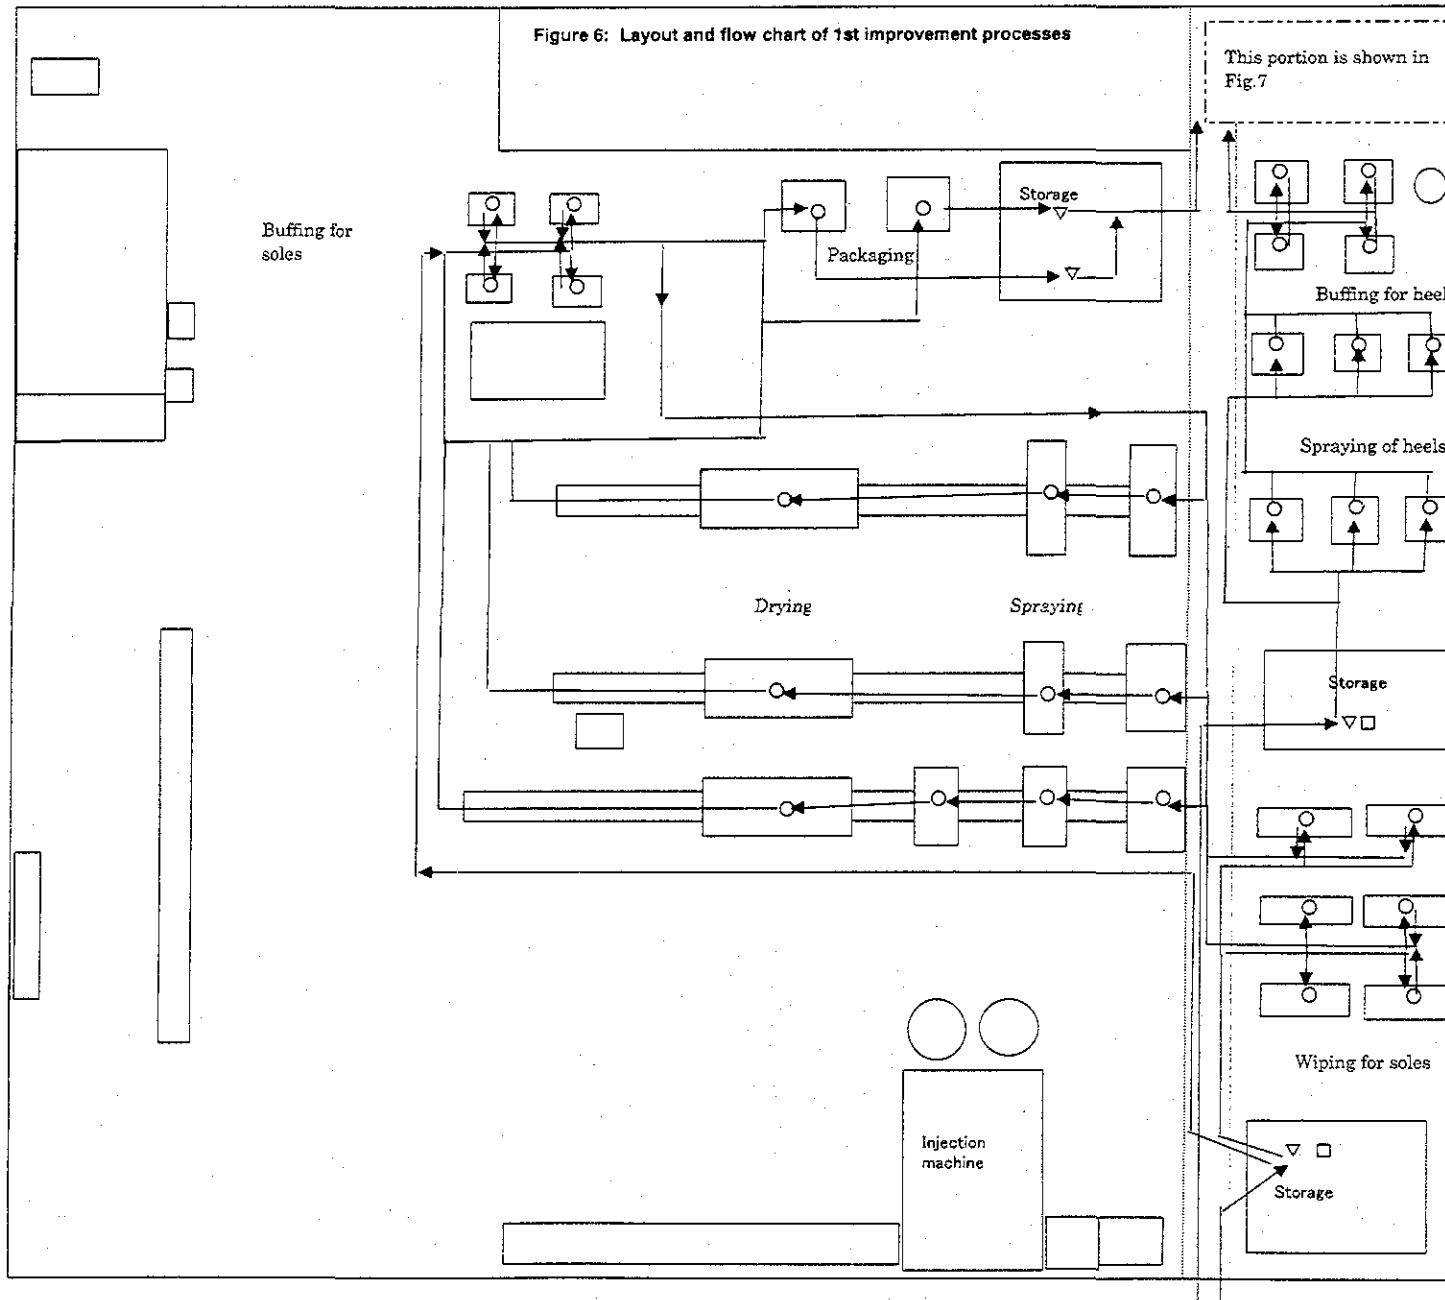 Figure 6: Layout and flow chart of 1st improvement processes
This portion is shown in
Fig.7
Storage
Buffing for
soles
Packaging
Buffing for heel
Spraying of heels
Drying
Spraying
Storage
Wiping for soles
Injection
machine
Storage